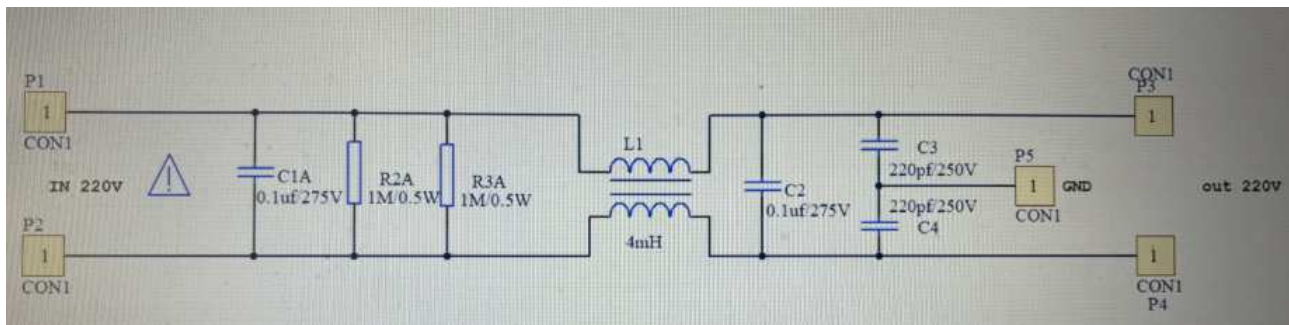 P1
1
CON1
IN 220V
P2
1
CON1
C1A
0.1uf/275V
R2A
1M/0.5W
R3A
1M/0.5W
L1
4mH
C2
0.1uf/275V
C3
220pf/250V
220pf/250V
C4
P5
1
GND
CON1
CON1
P3
1
out 220V
1
CON1
P4